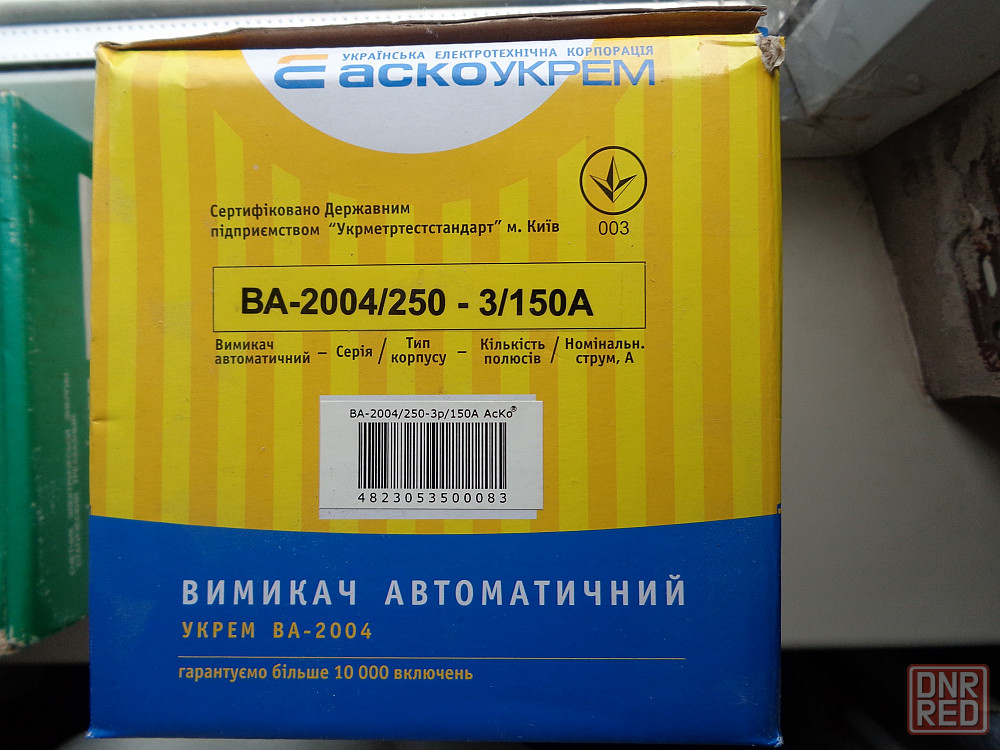 УКРАЇНСЬКА ЕЛЕКТРОТЕХНІЧНА КОРПОРАЦІЯ
аскоУКРЕМ
Сертифіковано Державним
підприємством “Укрметртестстандарт” м. Київ
003
ВА-2004/250 - 3/150А
Вимикач автоматичний – Серія / Тип корпусу – Кількість полюсів / Номінальн. струм, А
ВА-2004/250-3р/150А АсКо®
4823053500083
ВИМИКАЧ АВТОМАТИЧНИЙ
УКРЕМ ВА-2004
гарантуємо більше 10 000 включень
DNR
RED